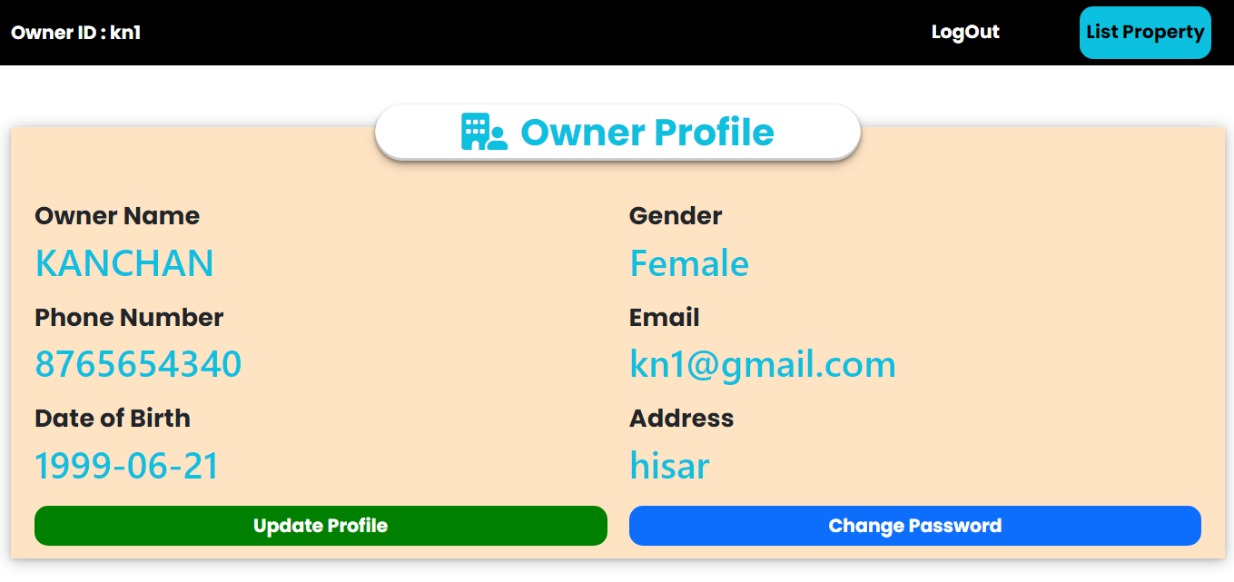 Owner ID : kn1
LogOut
List Property
Owner Profile
Owner Name
KANCHAN
Gender
Female
Phone Number
8765654340
Email
kn1@gmail.com
Date of Birth
1999-06-21
Address
hisar
Update Profile
Change Password